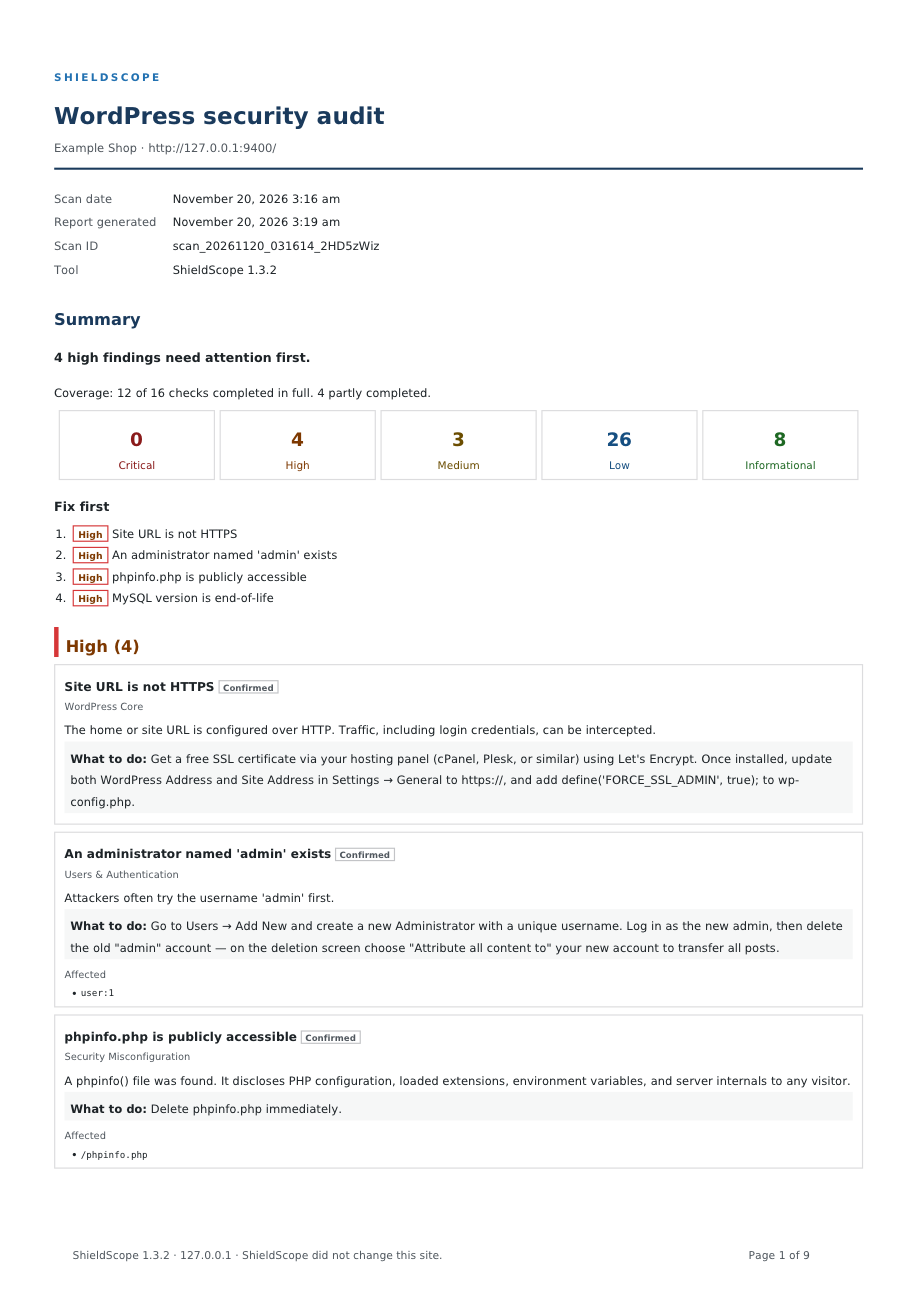 SHIELDSCOPE
WordPress security audit
Example Shop · http://127.0.0.1:9400/
Scan date November 20, 2026 3:16 am
Report generated November 20, 2026 3:19 am
Scan ID scan_20261120_031614_2HD5zWiz
Tool ShieldScope 1.3.2
Summary
4 high findings need attention first.
Coverage: 12 of 16 checks completed in full. 4 partly completed.
0 4 3 26 8
Critical High Medium Low Informational
Fix first
1. High Site URL is not HTTPS
2. High An administrator named 'admin' exists
3. High phpinfo.php is publicly accessible
4. High MySQL version is end-of-life
High (4)
Site URL is not HTTPS Confirmed
WordPress Core
The home or site URL is configured over HTTP. Traffic, including login credentials, can be intercepted.
What to do: Get a free SSL certificate via your hosting panel (cPanel, Plesk, or similar) using Let's Encrypt. Once installed, update
both WordPress Address and Site Address in Settings → General to https://, and add define('FORCE_SSL_ADMIN', true); to wp-
config.php.
An administrator named 'admin' exists Confirmed
Users & Authentication
Attackers often try the username 'admin' first.
What to do: Go to Users → Add New and create a new Administrator with a unique username. Log in as the new admin, then delete
the old "admin" account — on the deletion screen choose "Attribute all content to" your new account to transfer all posts.
Affected
• user:1
phpinfo.php is publicly accessible Confirmed
Security Misconfiguration
A phpinfo() file was found. It discloses PHP configuration, loaded extensions, environment variables, and server internals to any visitor.
What to do: Delete phpinfo.php immediately.
Affected
• /phpinfo.php
ShieldScope 1.3.2 · 127.0.0.1 · ShieldScope did not change this site. Page 1 of 9